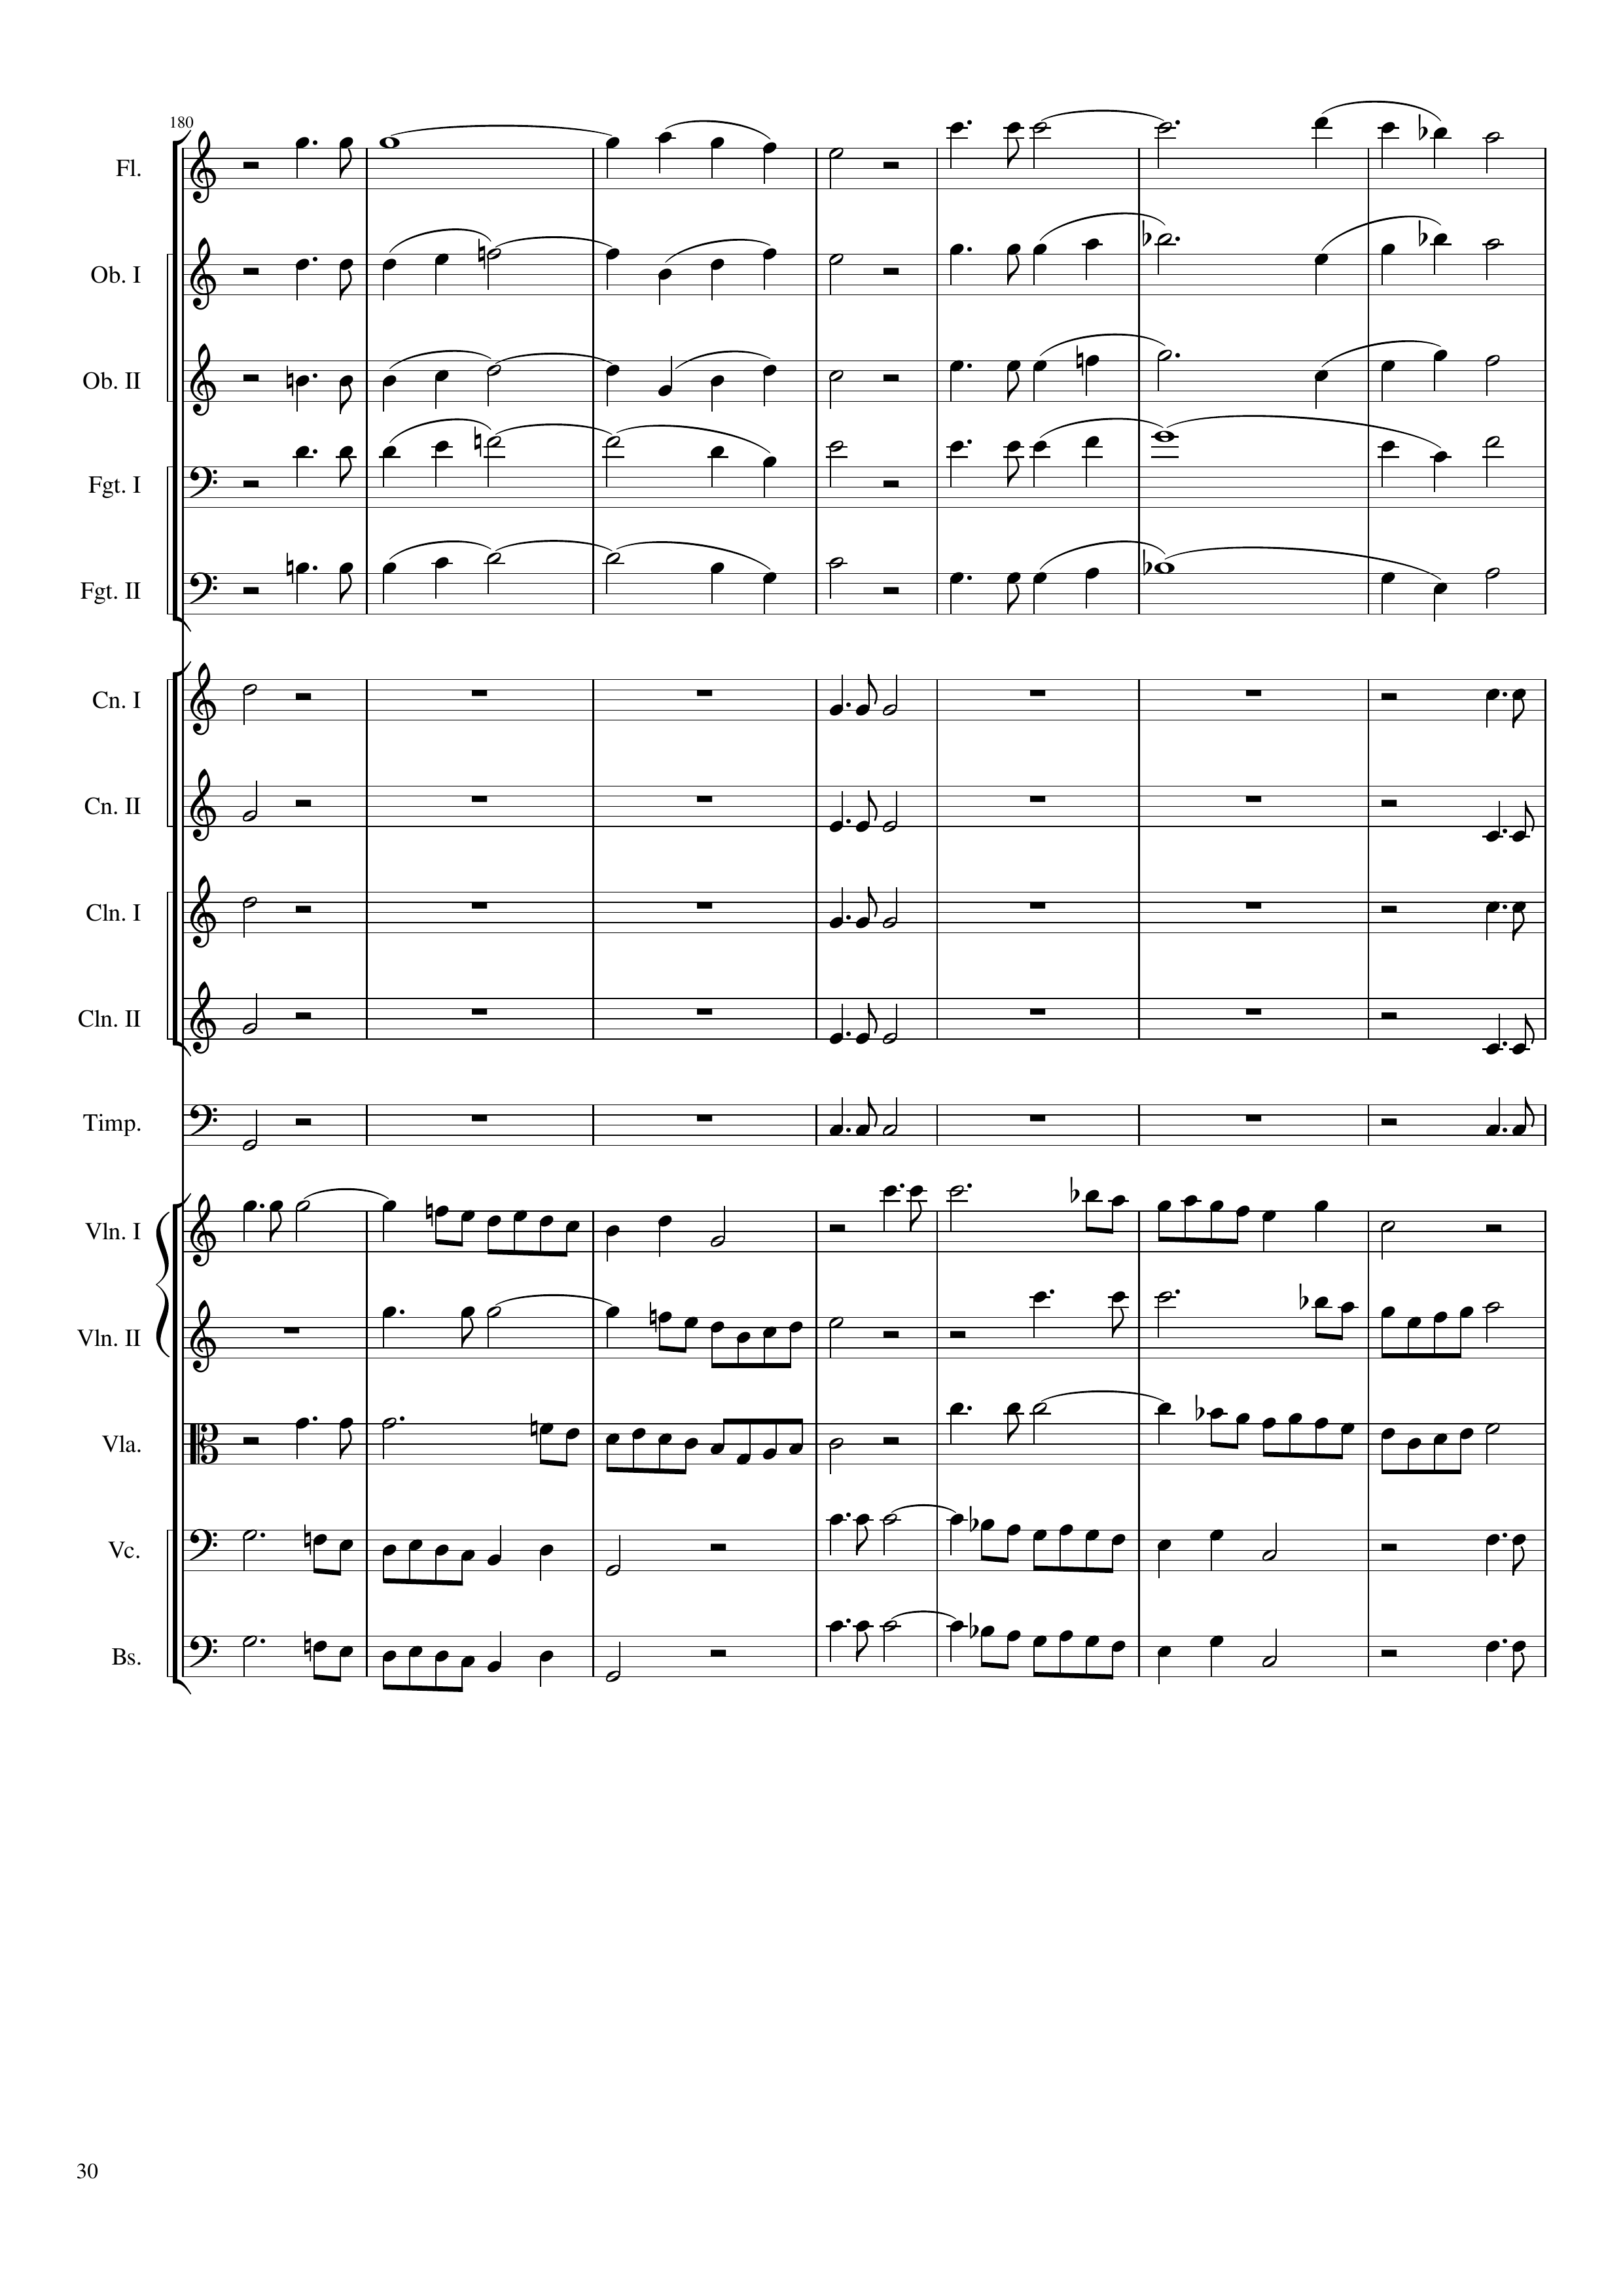 180
Fl.
Ob. I
Ob. II
Fgt. I
Fgt. II
Cn. I
Cn. II
Cln. I
Cln. II
Timp.
Vln. I
Vln. II
Vla.
Vc.
Bs.
30